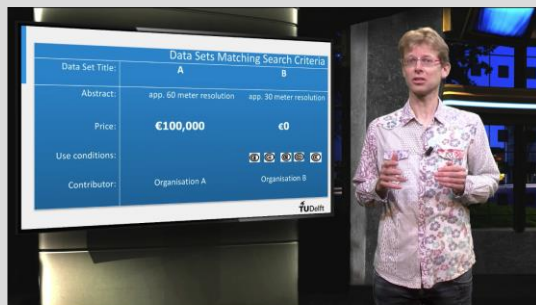 Data Sets Matching Search Criteria
Data Set Title: A B
Abstract: app. 60 meter resolution app. 30 meter resolution
Price: €100,000 €0
Use conditions:
Contributor: Organisation A Organisation B
TUDelft